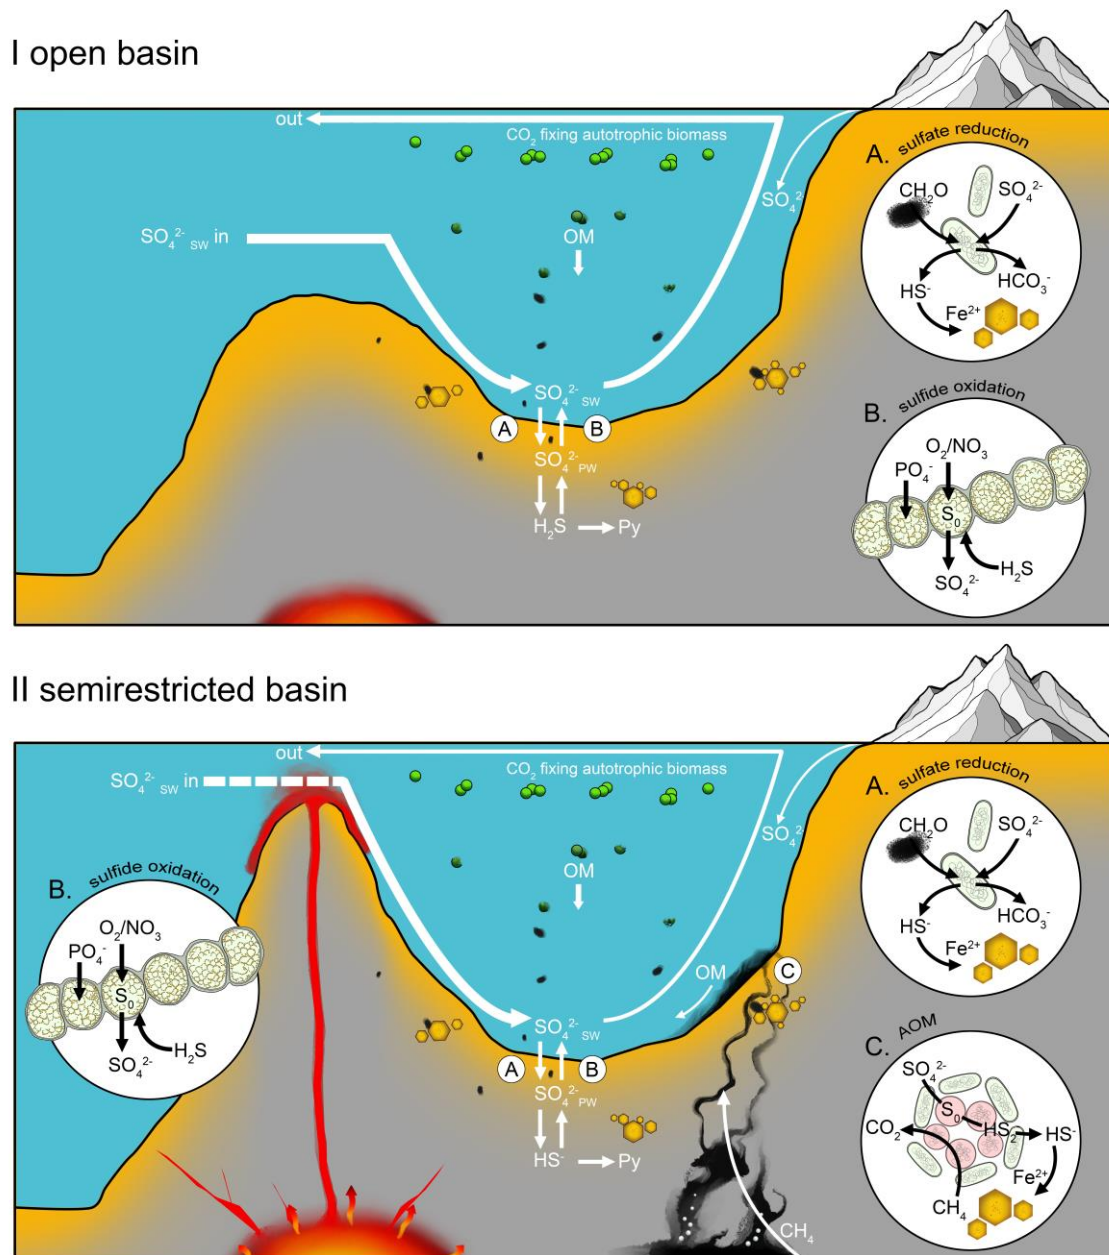 I open basin
out
CO₂ fixing autotrophic biomass
SO₄²⁻ SW in
OM
SO₄²⁻
SO₄²⁻ SW
A
B
SO₄²⁻ PW
H₂S
Py
A.
sulfate reduction
CH₂O
SO₄²⁻
HS⁻
HCO₃⁻
Fe²⁺
B.
sulfide oxidation
O₂/NO₃
PO₄⁻
S₀
SO₄²⁻
H₂S
II semirestricted basin
out
SO₄²⁻ SW in
CO₂ fixing autotrophic biomass
SO₄²⁻
OM
B.
sulfide oxidation
O₂/NO₃
PO₄⁻
S₀
SO₄²⁻
H₂S
OM
C
SO₄²⁻ SW
A
B
SO₄²⁻ PW
HS⁻
Py
CH₄
A.
sulfate reduction
CH₂O
SO₄²⁻
HS⁻
HCO₃⁻
Fe²⁺
C.
AOM
SO₄²⁻
S₀
CO₂
HS₂⁻
HS⁻
Fe²⁺
CH₄